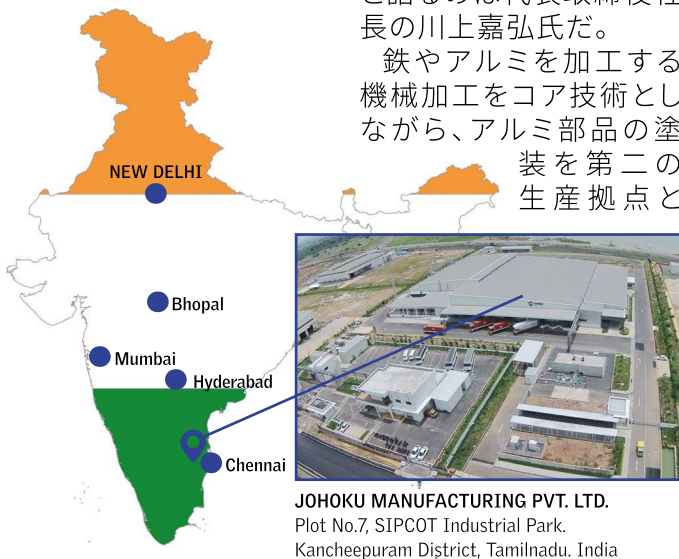 長の川上嘉弘氏だ。
鉄やアルミを加工する
機械加工をコア技術とし
ながら、アルミ部品の塗
装を第二の
生産拠点と
NEW DELHI
Bhopal
Mumbai
Hyderabad
Chennai
JOHOKU MANUFACTURING PVT. LTD.
Plot No.7, SIPCOT Industrial Park.
Kancheepuram District, Tamilnadu. India